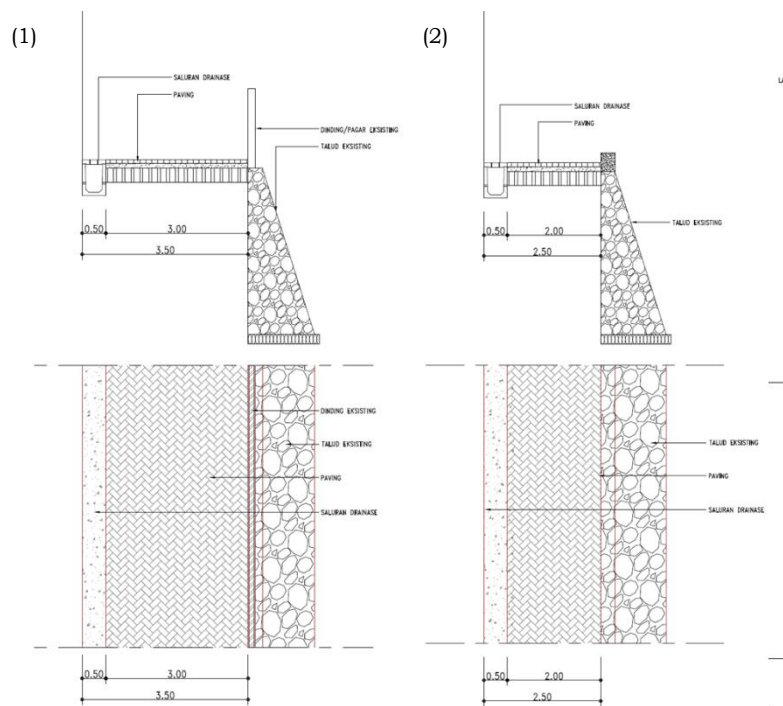 (1)
SALURAN DRAINASE
PAVING
DINDING/PAGAR EKSISTING
TALUD EKSISTING
0.50 3.00
3.50
DINDING EKSISTING
TALUD EKSISTING
PAVING
SALURAN DRAINASE
0.50 3.00
3.50
(2)
SALURAN DRAINASE
PAVING
TALUD EKSISTING
0.50 2.00
2.50
TALUD EKSISTING
PAVING
SALURAN DRAINASE
0.50 2.00
2.50